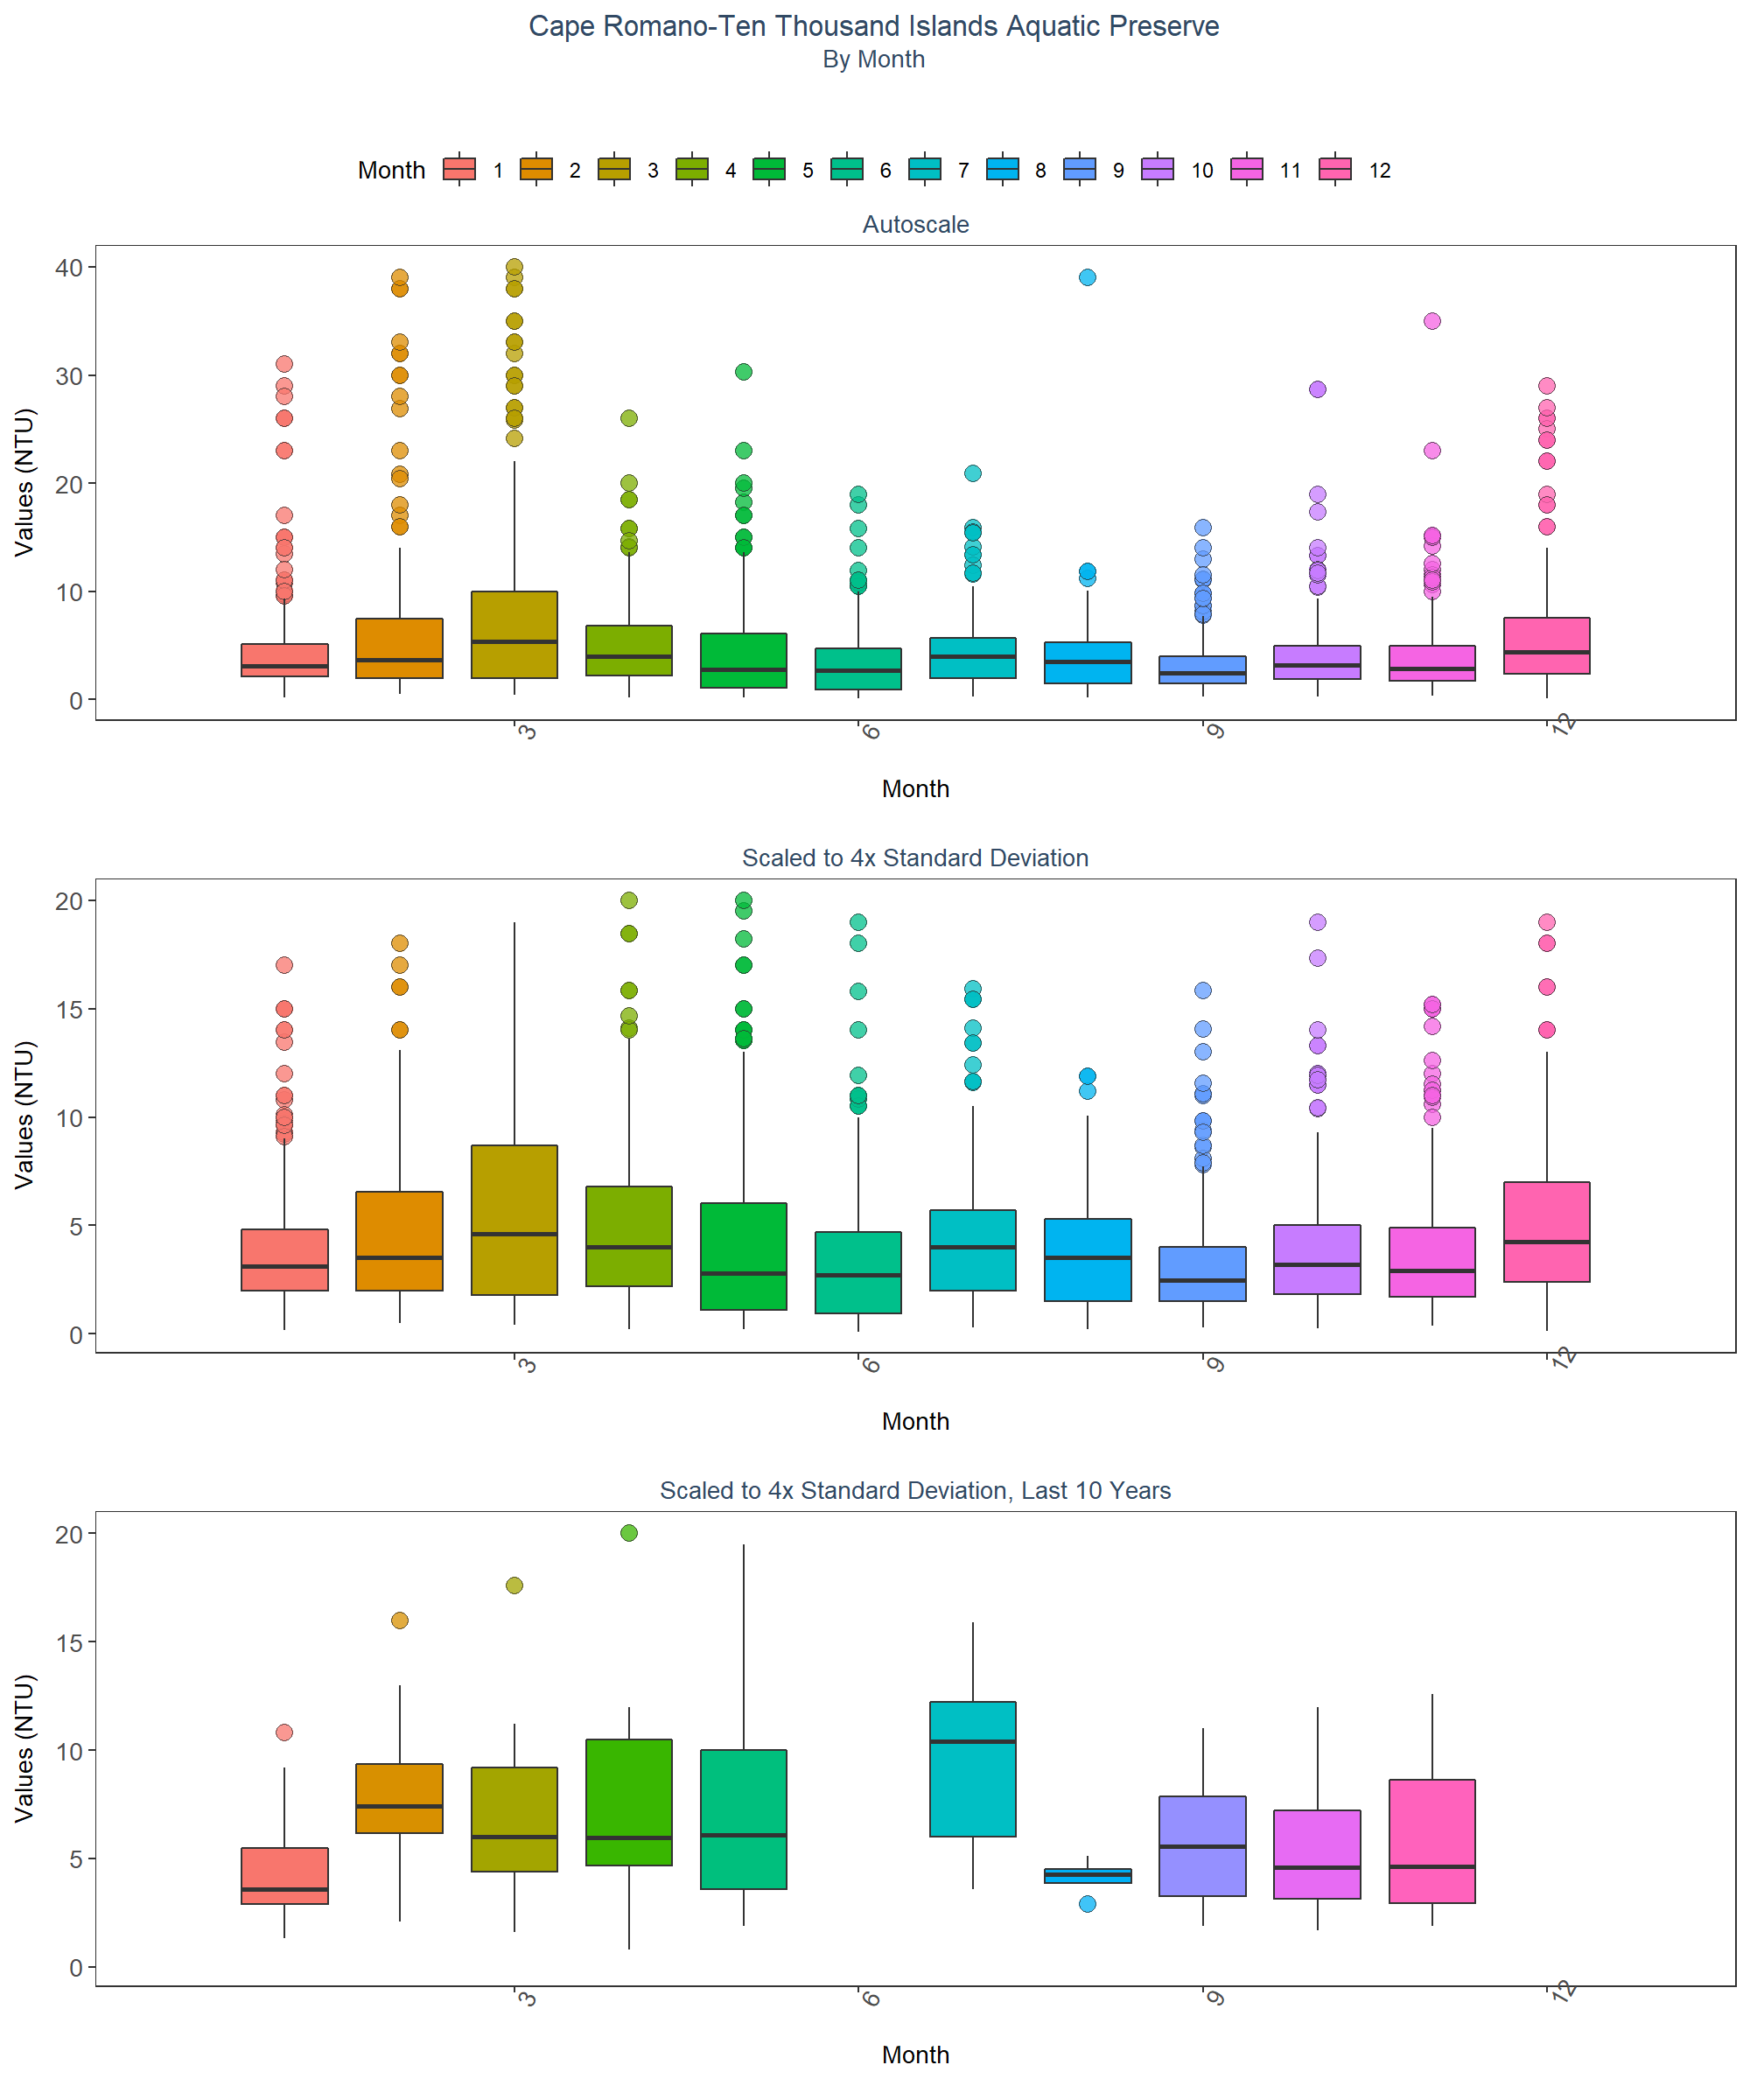 Cape Romano-Ten Thousand Islands Aquatic Preserve
By Month
Month 1 2 3 4 5 6 7 8 9 10 11 12
Autoscale
Values (NTU)
40
30
20
10
0
3 6 9 12
Month
Scaled to 4x Standard Deviation
Values (NTU)
20
15
10
5
0
3 6 9 12
Month
Scaled to 4x Standard Deviation, Last 10 Years
Values (NTU)
20
15
10
5
0
3 6 9 12
Month